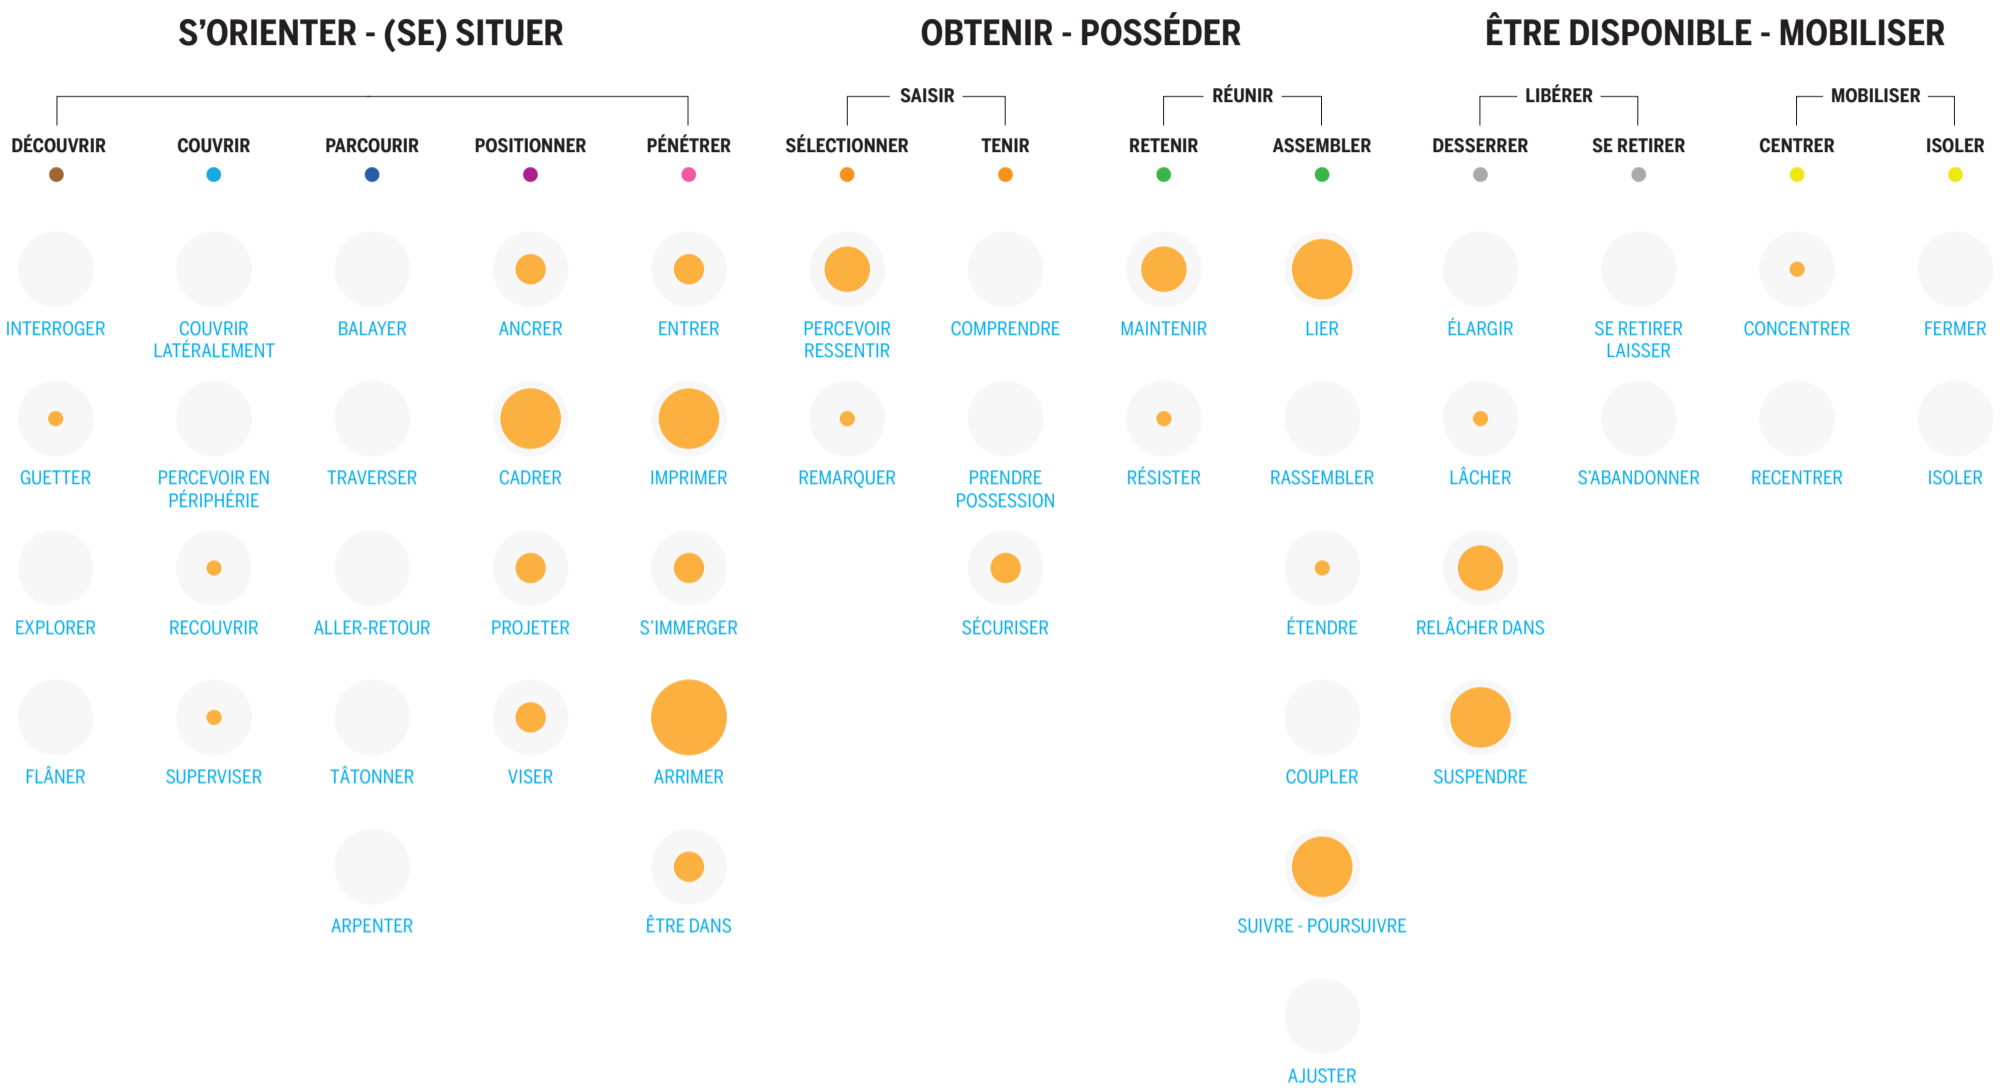 S’ORIENTER - (SE) SITUER
OBTENIR - POSSÉDER
ÊTRE DISPONIBLE - MOBILISER
SAISIR
RÉUNIR
LIBÉRER
MOBILISER
DÉCOUVRIR
COUVRIR
PARCOURIR
POSITIONNER
PÉNÉTRER
SÉLECTIONNER
TENIR
RETENIR
ASSEMBLER
DESSERRER
SE RETIRER
CENTRER
ISOLER
INTERROGER
COUVRIR
LATÉRALEMENT
BALAYER
ANCRER
ENTRER
PERCEVOIR
RESSENTIR
COMPRENDRE
MAINTENIR
LIER
ÉLARGIR
SE RETIRER
LAISSER
CONCENTRER
FERMER
GUETTER
PERCEVOIR EN
PÉRIPHÉRIE
TRAVERSER
CADRER
IMPRIMER
REMARQUER
PRENDRE
POSSESSION
RÉSISTER
RASSEMBLER
LÂCHER
S’ABANDONNER
RECENTRER
ISOLER
EXPLORER
RECOUVRIR
ALLER-RETOUR
PROJETER
S’IMMERGER
SÉCURISER
ÉTENDRE
RELÂCHER DANS
FLÂNER
SUPERVISER
TÂTONNER
VISER
ARRIMER
COUPLER
SUSPENDRE
ARPENTER
ÊTRE DANS
SUIVRE - POURSUIVRE
AJUSTER